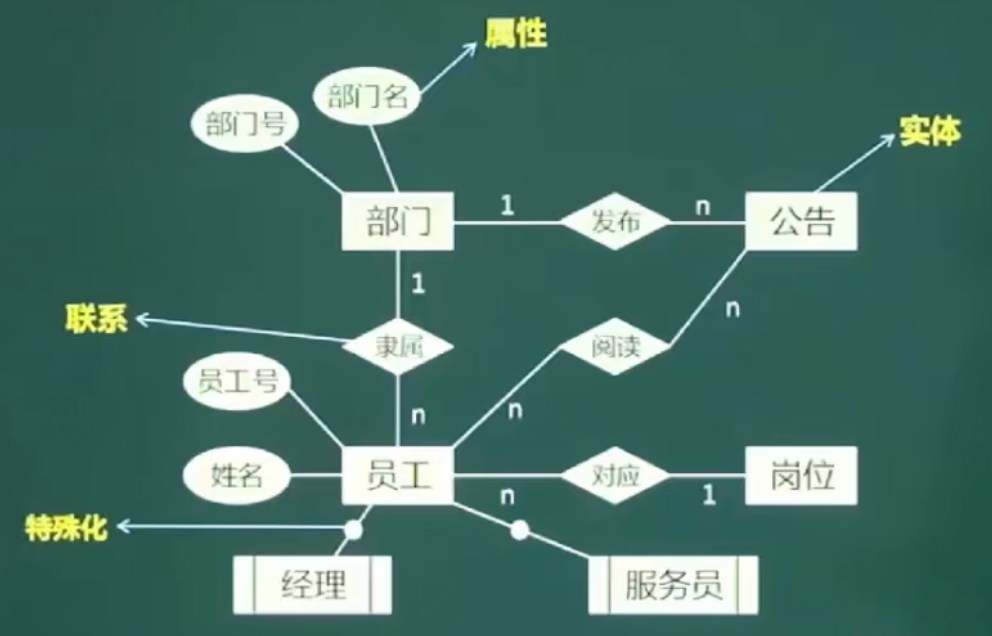 属性
部门名
部门号
实体
部门
1
发布
n
公告
1
联系
隶属
阅读
n
员工号
n
n
姓名
员工
n
对应
1
岗位
特殊化
经理
服务员